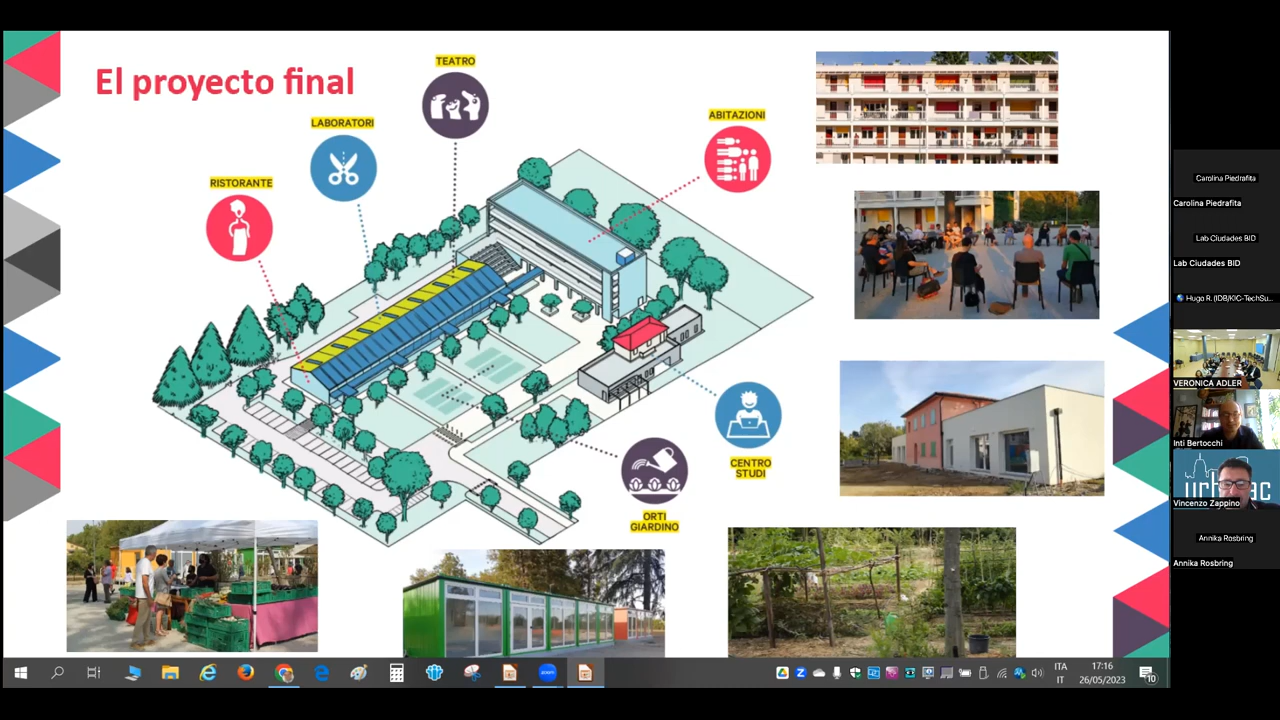 El proyecto final
TEATRO
LABORATORI
ABITAZIONI
RISTORANTE
CENTRO
STUDI
ORTI
GIARDINO
Carolina Piedrafita
Carolina Piedrafita
Lab Ciudades BID
Lab Ciudades BID
Hugo R. (IDB/KIC-TechSu...
VERONICA ADLER
Inti Bertocchi
Vincenzo Zappino
Annika Rosbring
Annika Rosbring
zoom
ITA
IT
17:16
26/05/2023
10